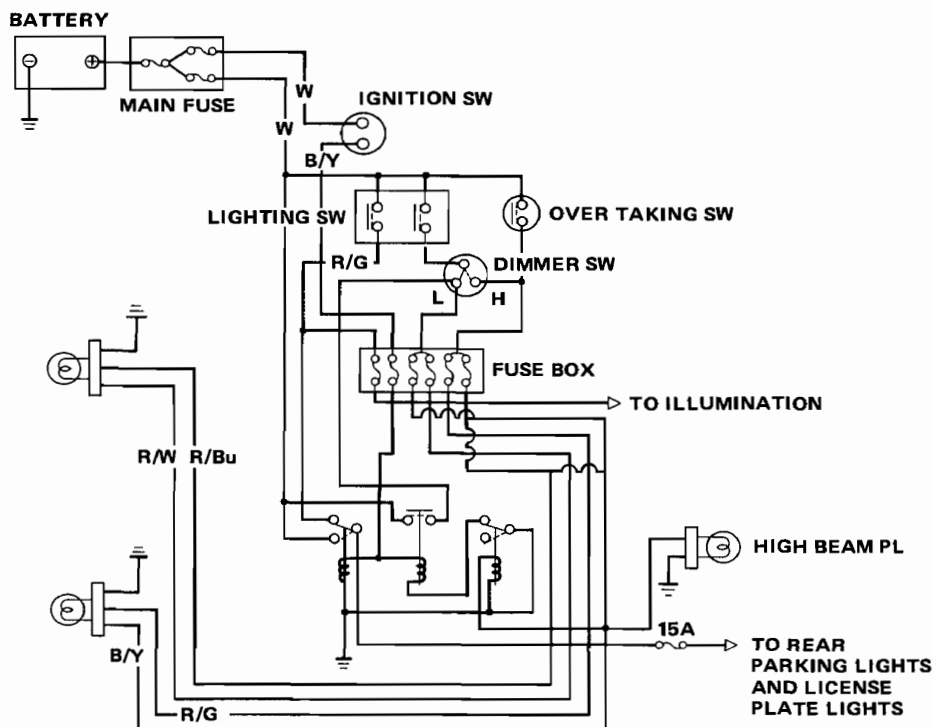 BATTERY
MAIN FUSE
W
IGNITION SW
W
B/Y
LIGHTING SW
OVER TAKING SW
R/G
DIMMER SW
L
H
FUSE BOX
TO ILLUMINATION
R/W
R/Bu
HIGH BEAM PL
15A
B/Y
TO REAR
PARKING LIGHTS
AND LICENSE
PLATE LIGHTS
R/G